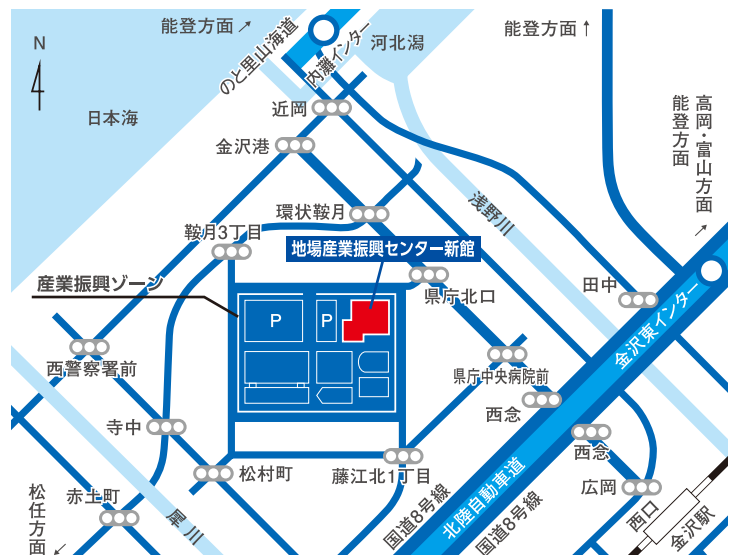 能登方面
のと里山海道
内灘インター
河北潟
能登方面
N
日本海
近岡
金沢港
高岡・富山方面
能登方面
環状鞍月
浅野川
鞍月3丁目
地場産業振興センター新館
産業振興ゾーン
県庁北口
田中
P
P
金沢東インター
西警察署前
県庁中央病院前
西念
寺中
西念
松村町
藤江北1丁目
広岡
松任方面
赤土町
犀川
国道8号線
北陸自動車道
国道8号線
西口
金沢駅